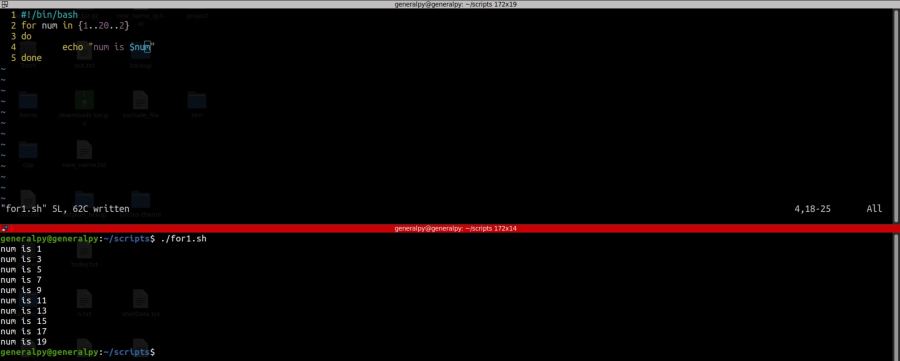 generalpy@generalpy: ~/scripts 172x19
1 #!/bin/bash
2 for num in {1..20..2}
3 do
4 echo "num is $num"
5 done
~
~
~
~
~
~
~
~
~
~
~
~
~
"for1.sh" 5L, 62C written 4,18-25 All
generalpy@generalpy: ~/scripts 172x14
generalpy@generalpy:~/scripts$ ./for1.sh
num is 1
num is 3
num is 5
num is 7
num is 9
num is 11
num is 13
num is 15
num is 17
num is 19
generalpy@generalpy:~/scripts$